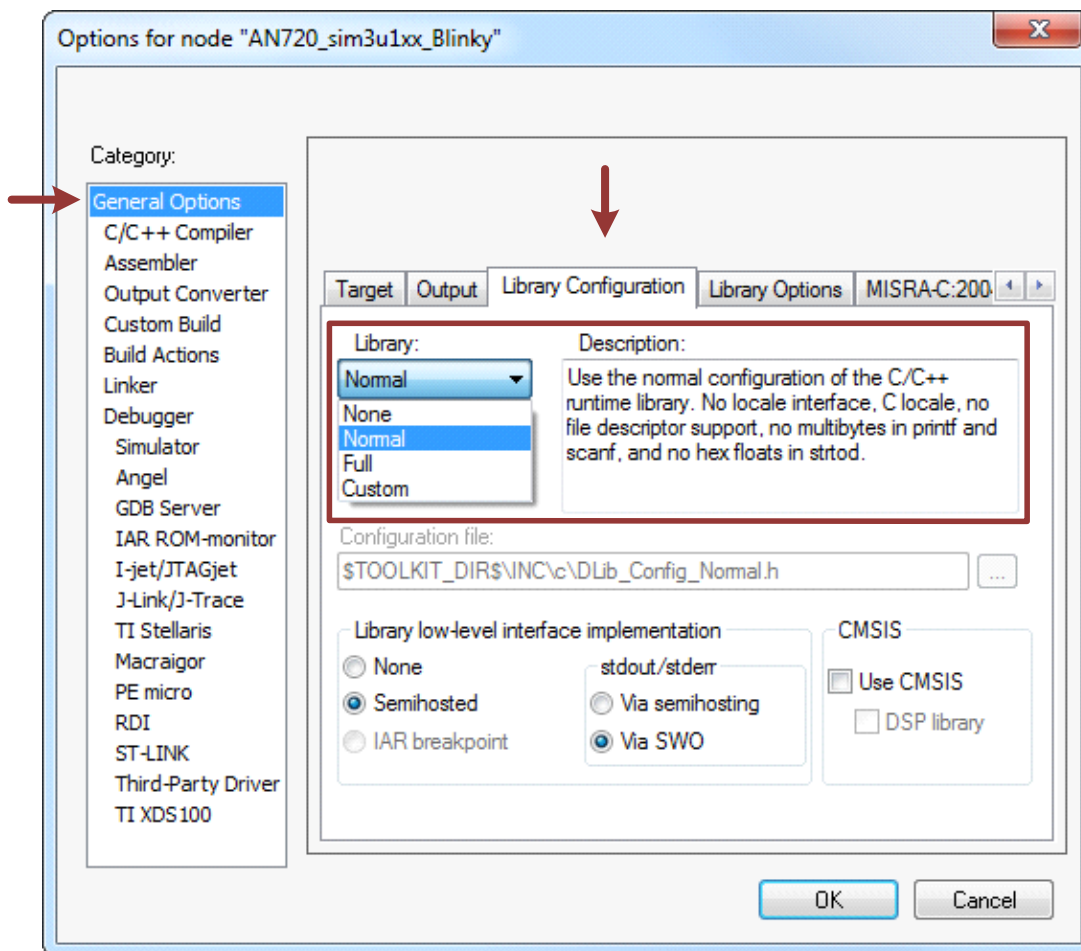 Options for node "AN720_sim3u1xx_Blinky"
Category:
General Options
C/C++ Compiler
Assembler
Output Converter
Custom Build
Build Actions
Linker
Debugger
Simulator
Angel
GDB Server
IAR ROM-monitor
I-jet/JTAGjet
J-Link/J-Trace
TI Stellaris
Macraigor
PE micro
RDI
ST-LINK
Third-Party Driver
TI XDS100
Target Output Library Configuration Library Options MISRA-C:200
Library:
Normal
None
Normal
Full
Custom
Description:
Use the normal configuration of the C/C++
runtime library. No locale interface, C locale, no
file descriptor support, no multibytes in printf and
scanf, and no hex floats in strtod.
Configuration file:
$TOOLKIT_DIR$\INC\c\DLib_Config_Normal.h
...
Library low-level interface implementation
None
Semihosted
IAR breakpoint
stdout/stderr
Via semihosting
Via SWO
CMSIS
Use CMSIS
DSP library
OK Cancel